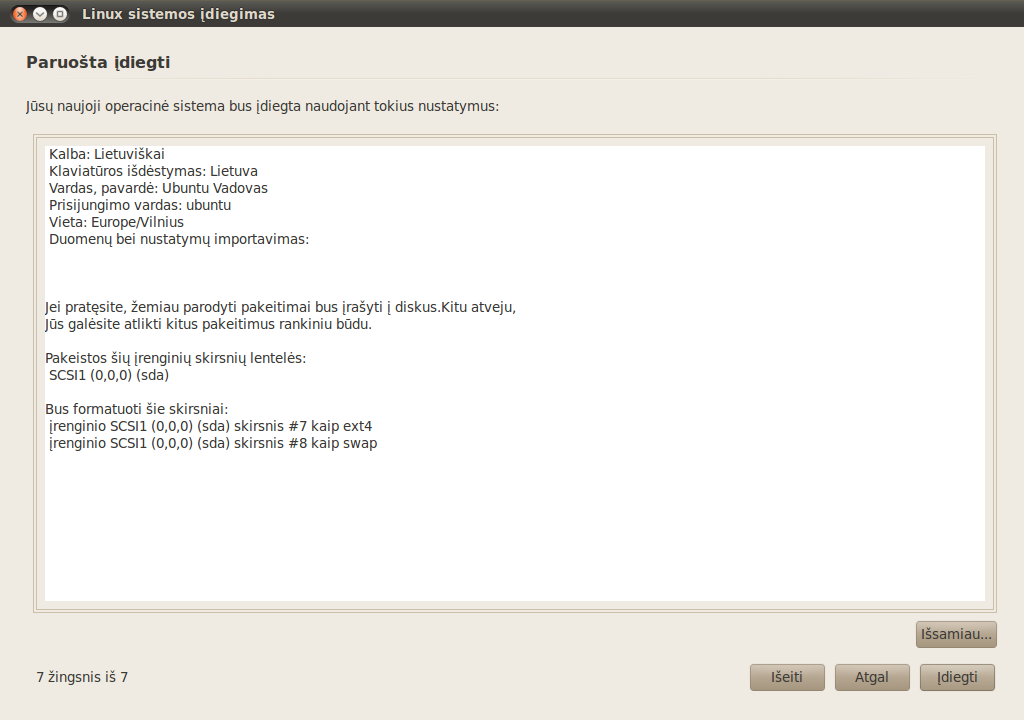 Linux sistemos įdiegimas
Paruošta įdiegti
Jūsų naujoji operacinė sistema bus įdiegta naudojant tokius nustatymus:
Kalba: Lietuviškai
Klaviatūros išdėstymas: Lietuva
Vardas, pavardė: Ubuntu Vadovas
Prisijungimo vardas: ubuntu
Vieta: Europe/Vilnius
Duomenų bei nustatymų importavimas:
Jei pratęsite, žemiau parodyti pakeitimai bus įrašyti į diskus.Kitu atveju,
Jūs galėsite atlikti kitus pakeitimus rankiniu būdu.
Pakeistos šių įrenginių skirsnių lentelės:
SCSI1 (0,0,0) (sda)
Bus formatuoti šie skirsniai:
įrenginio SCSI1 (0,0,0) (sda) skirsnis #7 kaip ext4
įrenginio SCSI1 (0,0,0) (sda) skirsnis #8 kaip swap
Išsamiau...
7 žingsnis iš 7
Išeiti
Atgal
Įdiegti